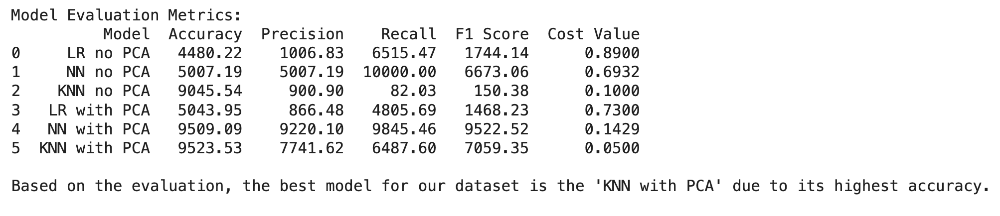 Model Evaluation Metrics:
Model Accuracy Precision Recall F1 Score Cost Value
0 LR no PCA 4480.22 1006.83 6515.47 1744.14 0.8900
1 NN no PCA 5007.19 5007.19 10000.00 6673.06 0.6932
2 KNN no PCA 9045.54 900.90 82.03 150.38 0.1000
3 LR with PCA 5043.95 866.48 4805.69 1468.23 0.7300
4 NN with PCA 9509.09 9220.10 9845.46 9522.52 0.1429
5 KNN with PCA 9523.53 7741.62 6487.60 7059.35 0.0500
Based on the evaluation, the best model for our dataset is the 'KNN with PCA' due to its highest accuracy.